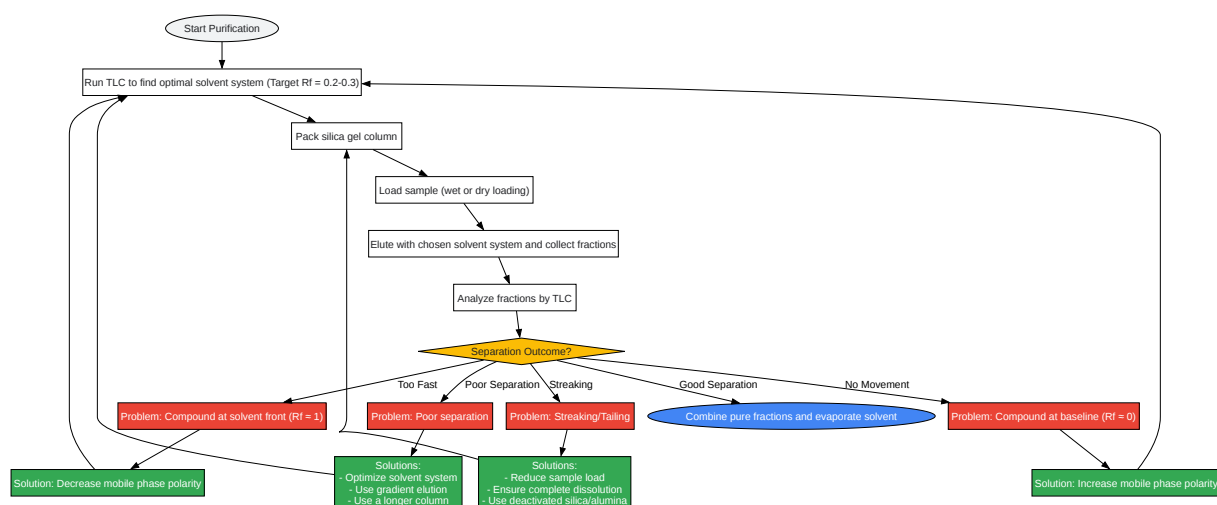 Start Purification
Run TLC to find optimal solvent system (Target Rf = 0.2-0.3)
Pack silica gel column
Load sample (wet or dry loading)
Elute with chosen solvent system and collect fractions
Analyze fractions by TLC
Separation Outcome?
Too Fast
Poor Separation
Streaking
Good Separation
No Movement
Problem: Compound at solvent front (Rf = 1)
Problem: Poor separation
Problem: Streaking/Tailing
Combine pure fractions and evaporate solvent
Problem: Compound at baseline (Rf = 0)
Solution: Decrease mobile phase polarity
Solutions:
- Optimize solvent system
- Use gradient elution
- Use a longer column
Solutions:
- Reduce sample load
- Ensure complete dissolution
- Use deactivated silica/alumina
Solution: Increase mobile phase polarity